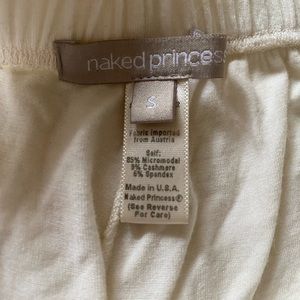 naked princess
S
Fabric imported
from Austria
Self:
85% Micromodel
9% Cashmere
6% Spandex
Made in U.S.A.
Naked Princess®
(See Reverse
For Care)